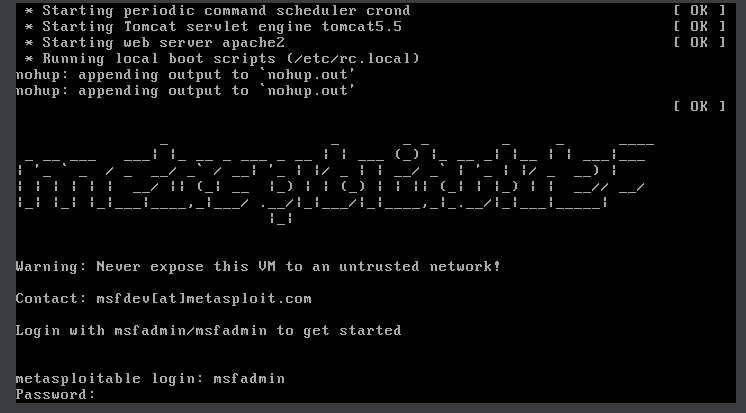 * Starting periodic command scheduler crond [ OK ]
* Starting Tomcat servlet engine tomcat5.5 [ OK ]
* Starting web server apache2 [ OK ]
* Running local boot scripts (/etc/rc.local)
nohup: appending output to `nohup.out'
nohup: appending output to `nohup.out'
[ OK ]
metasploitable2
Warning: Never expose this VM to an untrusted network!
Contact: msfdev[at]metasploit.com
Login with msfadmin/msfadmin to get started
metasploitable login: msfadmin
Password: